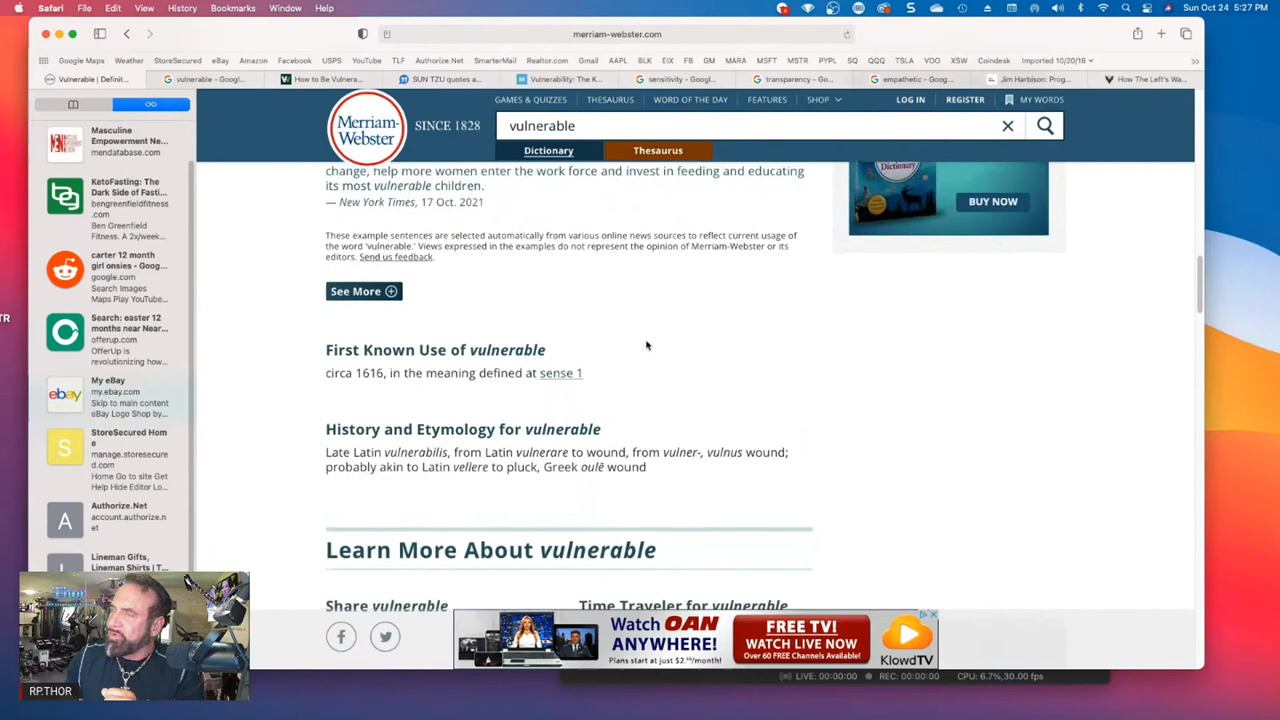 Safari File Edit View History Bookmarks Window Help Sun Oct 24 5:27 PM
merriam-webster.com
Google Maps Weather StoreSecured eBay Amazon Facebook USPS YouTube TLF Authorize.Net SmarterMail Realtor.com Gmail AAPL BLK EIX FB GM MARA MSFT MSTR PYPL SQ QQQ TSLA VOO XSW Coindesk Imported 10/20/18
Vulnerable | Definit... vulnerable - Googl... How to Be Vulnera... SUN TZU quotes a... Vulnerability: The K... sensitivity - Googl... transparency - Go... empathetic - Goog... Jim Harbison: Prog... How The Left's Wa...
Masculine
Empowerment Ne...
mendatabase.com
KetoFasting: The
Dark Side of Fasti...
bengreenfieldfitness
.com
Ben Greenfield
Fitness. A 2x/week...
carter 12 month
girl onsies - Goog...
google.com
Search Images
Maps Play YouTube...
Search: easter 12
months near Near...
offerup.com
OfferUp is
revolutionizing how...
My eBay
my.ebay.com
Skip to main content
eBay Logo Shop by...
StoreSecured Hom
e
manage.storesecure
d.com
Home Go to site Get
Help Hide Editor Lo...
Authorize.Net
account.authorize.n
et
Lineman Gifts,
Lineman Shirts | T...
GAMES & QUIZZES THESAURUS WORD OF THE DAY FEATURES SHOP LOG IN REGISTER MY WORDS
Merriam-
Webster
SINCE 1828
vulnerable
Dictionary Thesaurus
change, help more women enter the work force and invest in feeding and educating
its most vulnerable children.
— New York Times, 17 Oct. 2021
Dictionary
BUY NOW
These example sentences are selected automatically from various online news sources to reflect current usage of
the word 'vulnerable.' Views expressed in the examples do not represent the opinion of Merriam-Webster or its
editors. Send us feedback.
See More
First Known Use of vulnerable
circa 1616, in the meaning defined at sense 1
History and Etymology for vulnerable
Late Latin vulnerabilis, from Latin vulnerare to wound, from vulner-, vulnus wound;
probably akin to Latin vellere to pluck, Greek oulē wound
Learn More About vulnerable
Share vulnerable Time Traveler for vulnerable
Watch OAN
ANYWHERE!
Plans start at just $2.50/month!
FREE TV!
WATCH LIVE NOW
Over 60 FREE Channels Available!
KlowdTV
TR
RP.THOR
LIVE: 00:00:00 REC: 00:00:00 CPU: 6.7%,30.00 fps